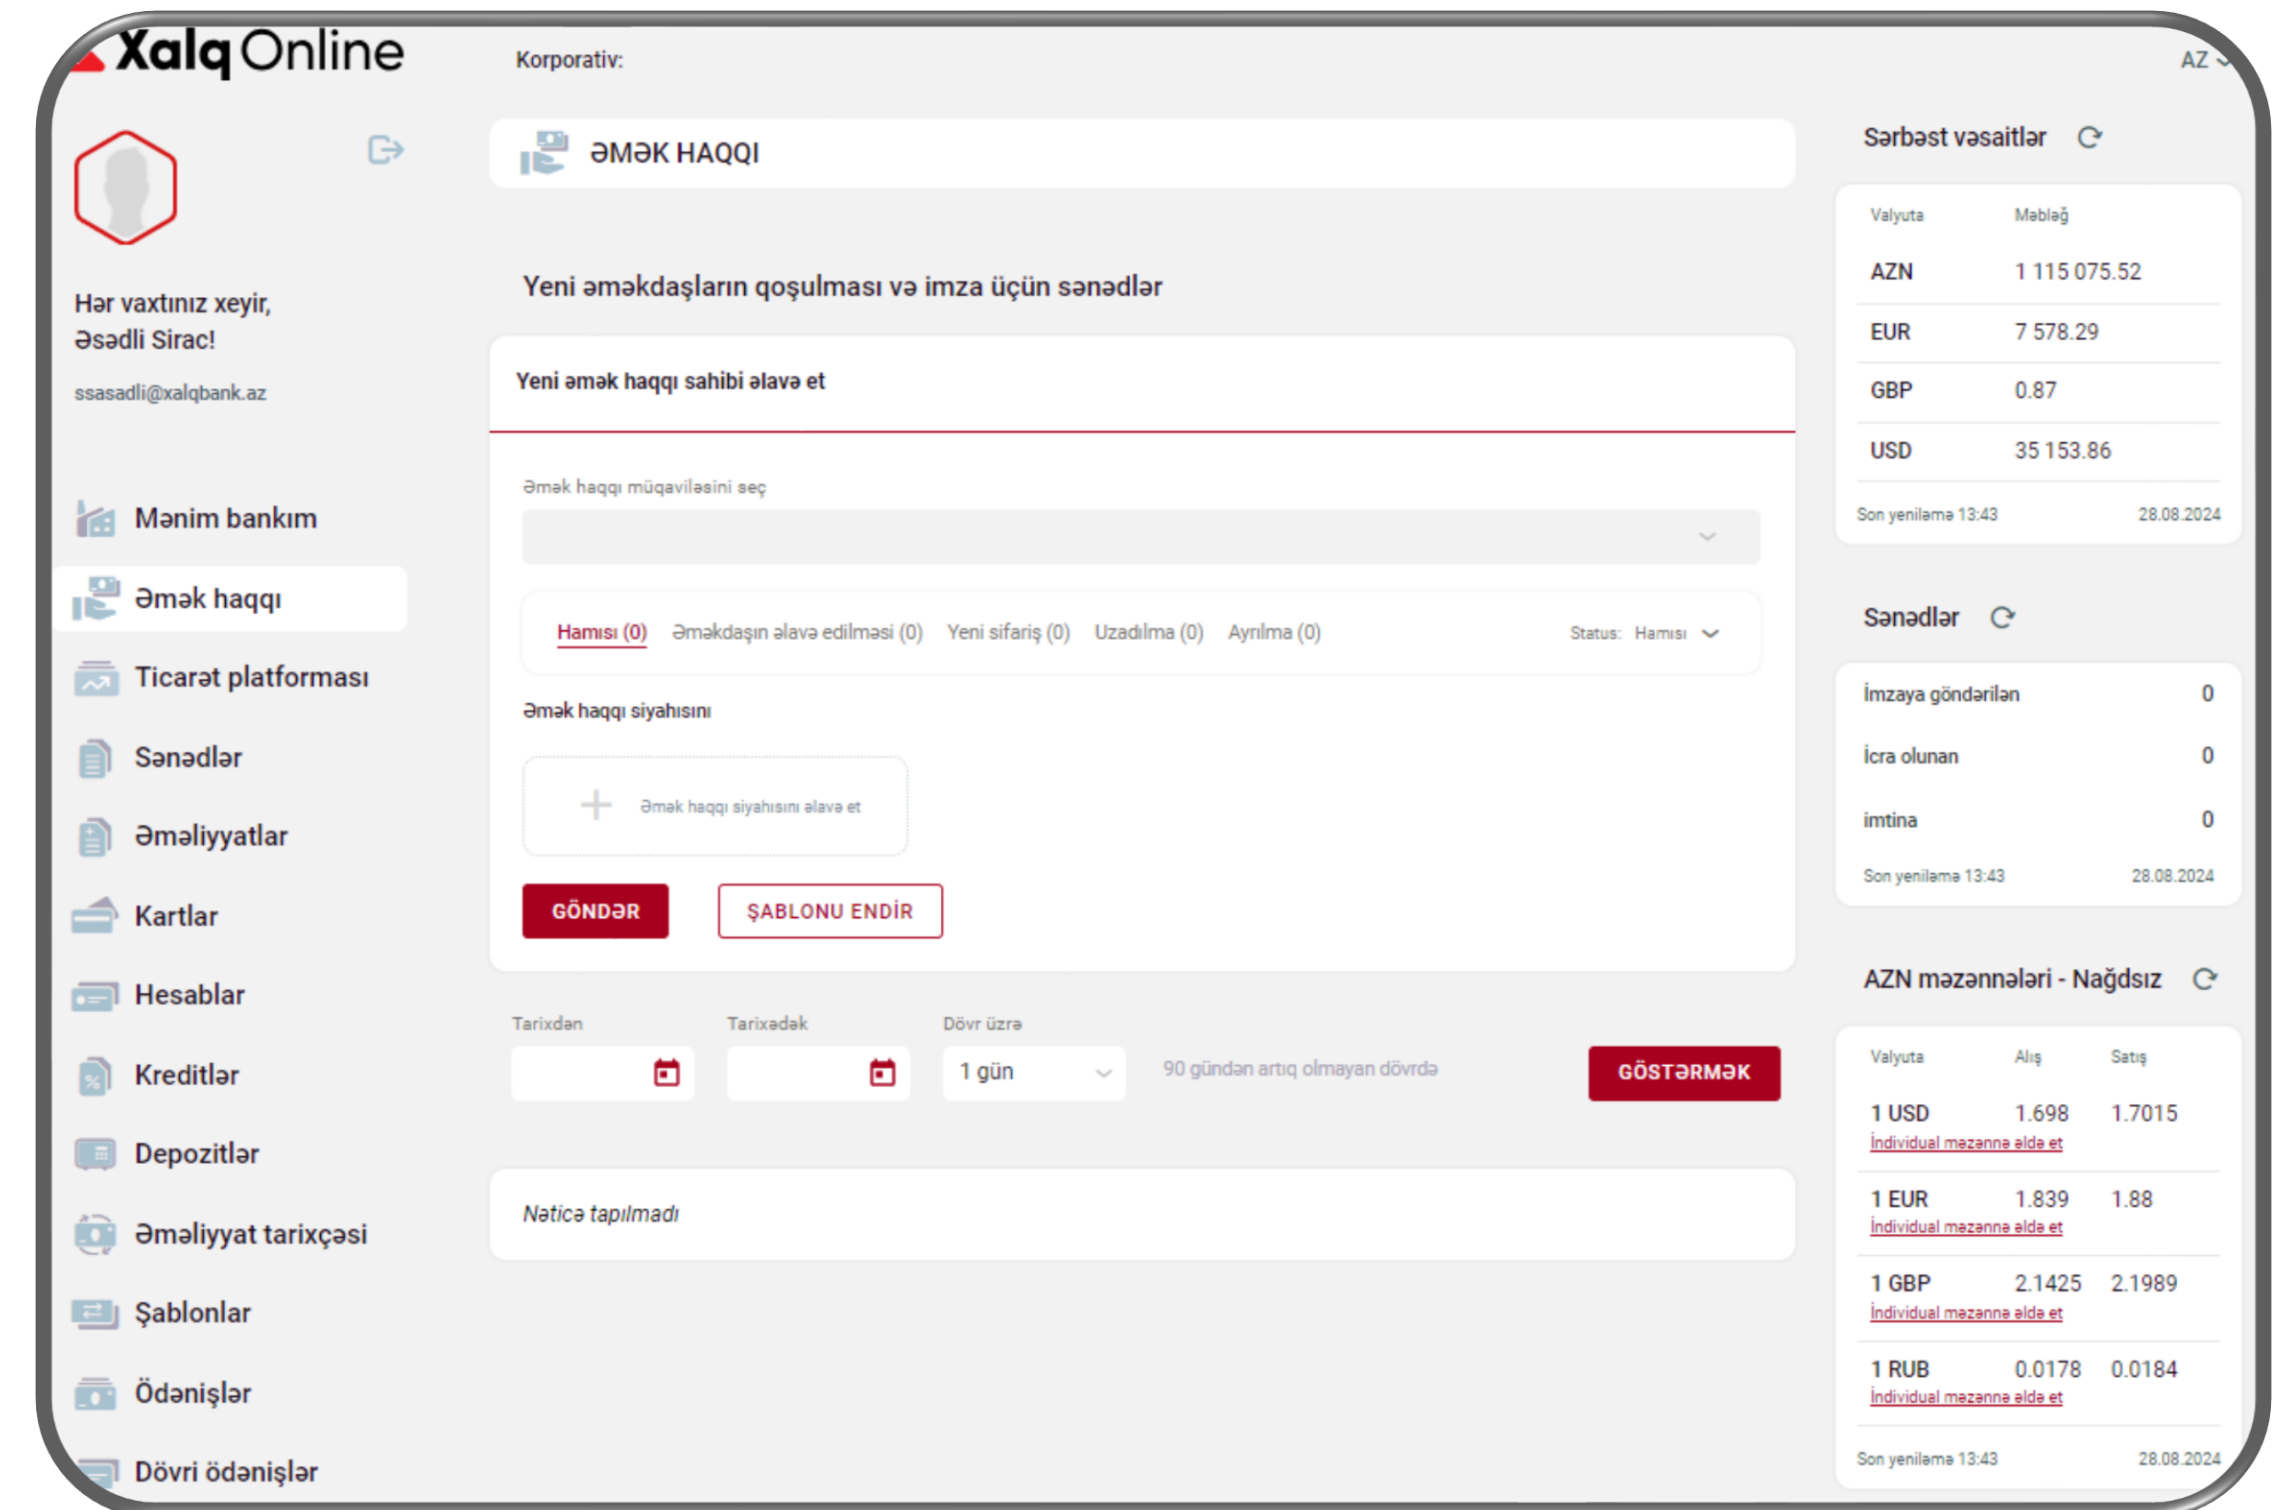 Xalq Online
Korporativ:
AZ
Hər vaxtınız xeyir,
Əsədli Sirac!
ssasadli@xalqbank.az
Mənim bankım
Əmək haqqı
Ticarət platforması
Sənədlər
Əməliyyatlar
Kartlar
Hesablar
Kreditlər
Depozitlər
Əməliyyat tarixçəsi
Şablonlar
Ödənişlər
Dövri ödənişlər
ƏMƏK HAQQI
Yeni əməkdaşların qoşulması və imza üçün sənədlər
Yeni əmək haqqı sahibi əlavə et
Əmək haqqı müqaviləsini seç
Hamısı (0) Əməkdaşın əlavə edilməsi (0) Yeni sifariş (0) Uzadılma (0) Ayrılma (0) Status: Hamısı
Əmək haqqı siyahısını
Əmək haqqı siyahısını əlavə et
GÖNDƏR ŞABLONU ENDİR
Tarixdən Tarixədək Dövr üzrə
1 gün 90 gündən artıq olmayan dövrdə GÖSTƏRMƏK
Nəticə tapılmadı
Sərbəst vəsaitlər
Valyuta Məbləğ
AZN 1 115 075.52
EUR 7 578.29
GBP 0.87
USD 35 153.86
Son yeniləmə 13:43 28.08.2024
Sənədlər
İmzaya göndərilən 0
İcra olunan 0
imtina 0
Son yeniləmə 13:43 28.08.2024
AZN məzənnələri - Nağdsız
Valyuta Alış Satış
1 USD 1.698 1.7015
İndividual məzənnə əldə et
1 EUR 1.839 1.88
İndividual məzənnə əldə et
1 GBP 2.1425 2.1989
İndividual məzənnə əldə et
1 RUB 0.0178 0.0184
İndividual məzənnə əldə et
Son yeniləmə 13:43 28.08.2024